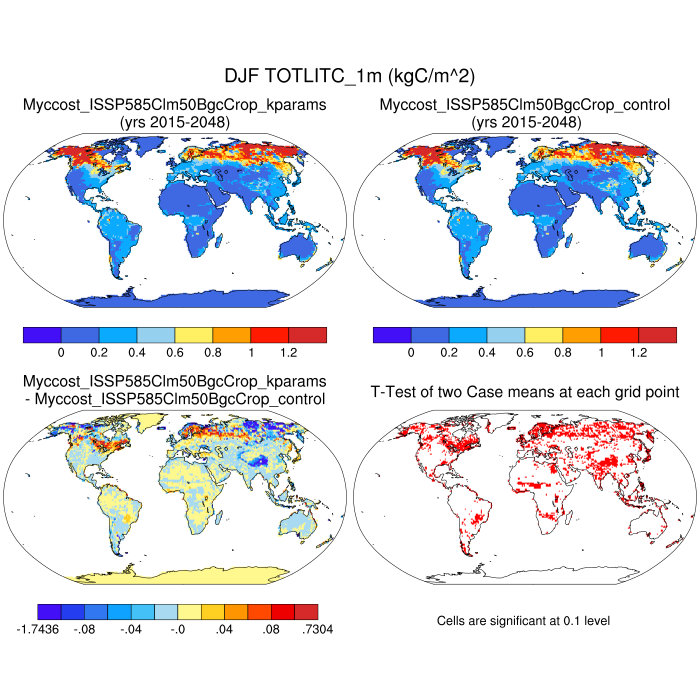 DJF TOTLITC_1m (kgC/m^2)
Myccost_ISSP585Clm50BgcCrop_kparams
(yrs 2015-2048)
Myccost_ISSP585Clm50BgcCrop_control
(yrs 2015-2048)
0 0.2 0.4 0.6 0.8 1 1.2
0 0.2 0.4 0.6 0.8 1 1.2
Myccost_ISSP585Clm50BgcCrop_kparams
- Myccost_ISSP585Clm50BgcCrop_control
T-Test of two Case means at each grid point
-1.7436 -.08 -.04 -.0 .04 .08 .7304
Cells are significant at 0.1 level